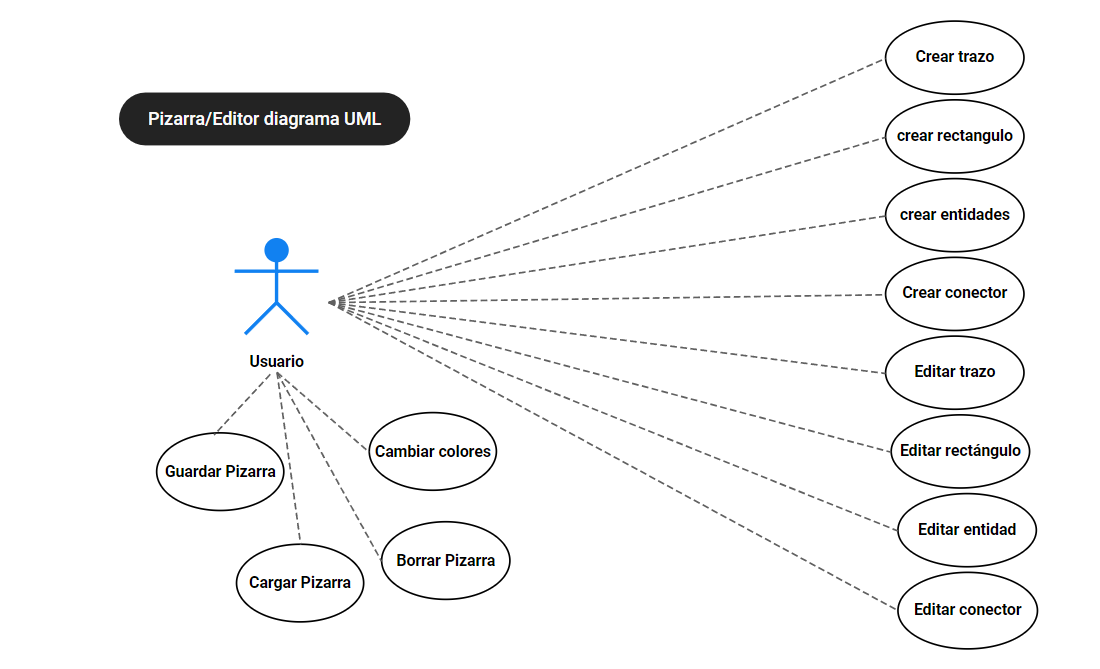 Pizarra/Editor diagrama UML
Crear trazo
crear rectangulo
crear entidades
Crear conector
Editar trazo
Editar rectángulo
Editar entidad
Editar conector
Usuario
Guardar Pizarra
Cambiar colores
Cargar Pizarra
Borrar Pizarra